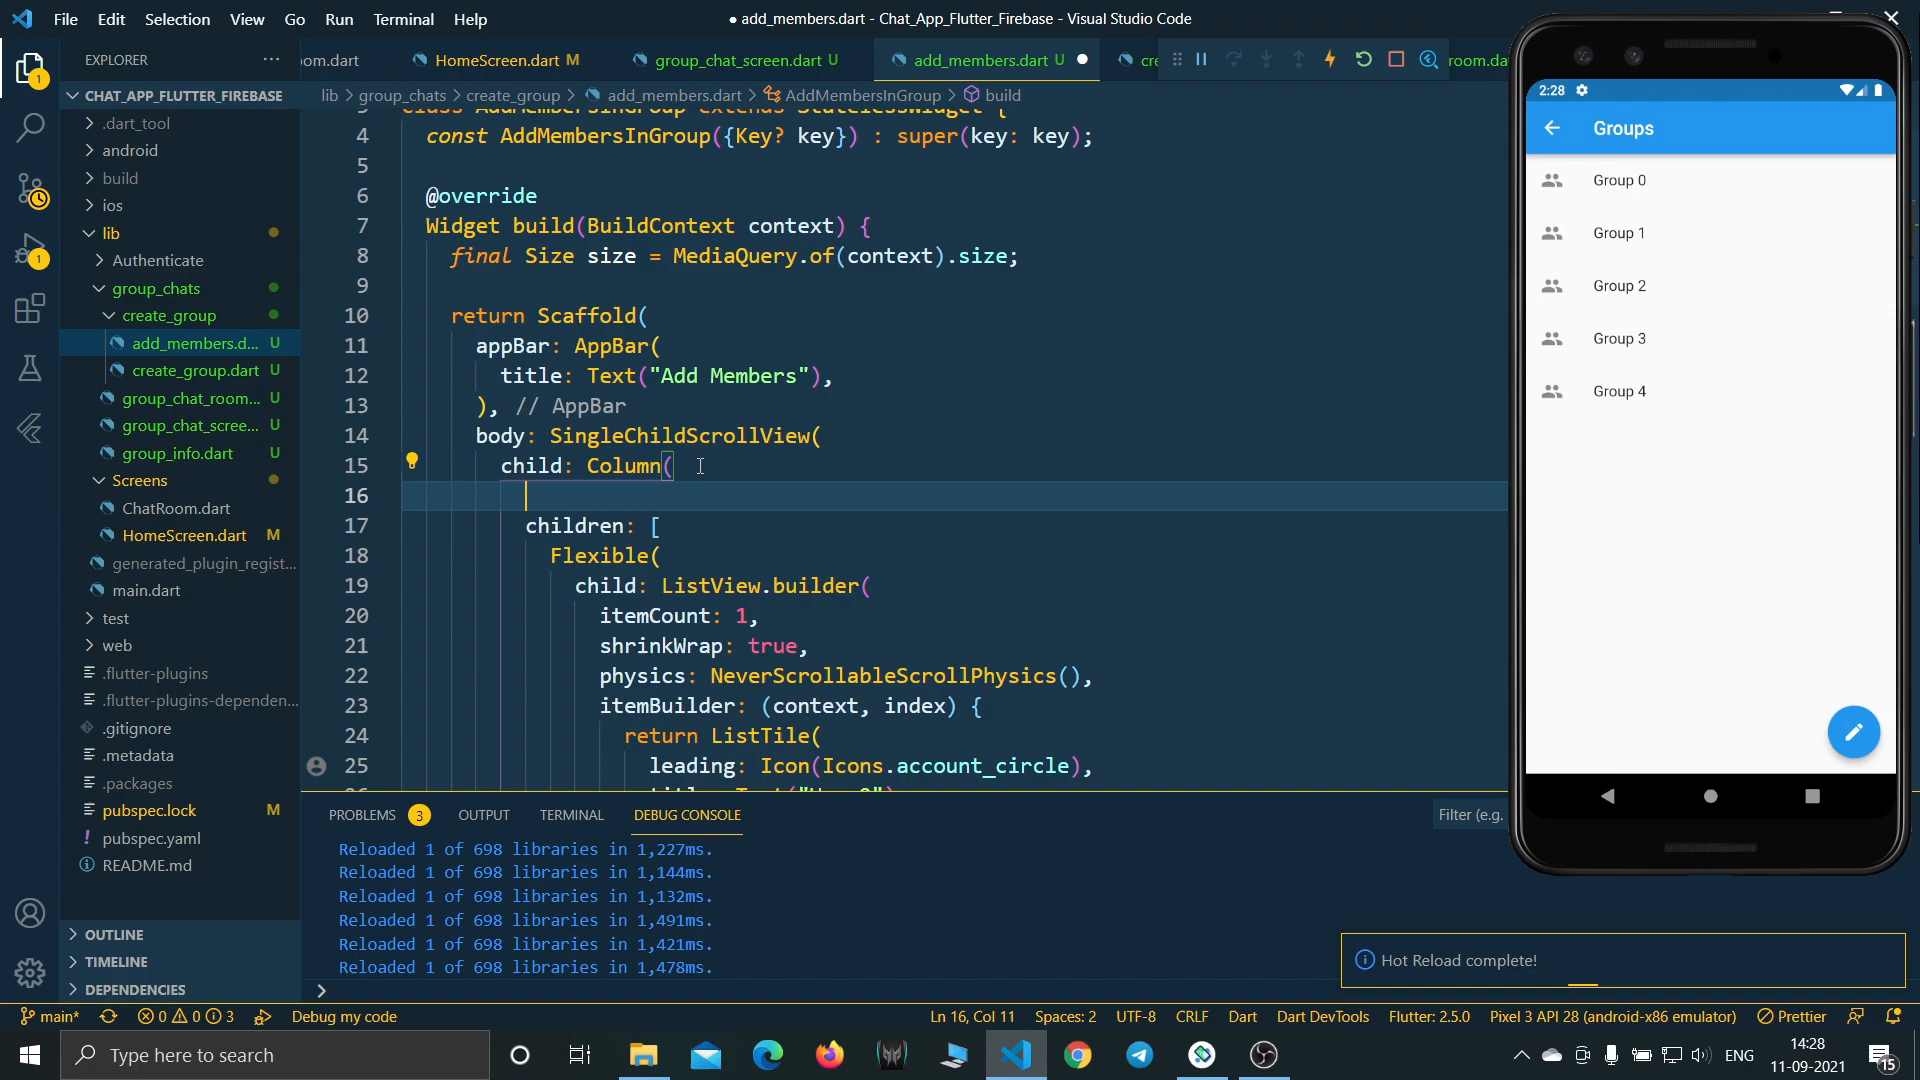 File Edit Selection View Go Run Terminal Help
● add_members.dart - Chat_App_Flutter_Firebase - Visual Studio Code
EXPLORER
oom.dart
HomeScreen.dart M
group_chat_screen.dart U
add_members.dart U
cre
room.da
CHAT_APP_FLUTTER_FIREBASE
lib > group_chats > create_group > add_members.dart > AddMembersInGroup > build
.dart_tool
android
build
ios
lib
Authenticate
group_chats
create_group
add_members.d... U
create_group.dart U
group_chat_room... U
group_chat_scree... U
group_info.dart U
Screens
ChatRoom.dart
HomeScreen.dart M
generated_plugin_regist...
main.dart
test
web
.flutter-plugins
.flutter-plugins-dependen...
.gitignore
.metadata
.packages
pubspec.lock M
pubspec.yaml
README.md
OUTLINE
TIMELINE
DEPENDENCIES
class AddMembersInGroup extends StatelessWidget {
4 const AddMembersInGroup({Key? key}) : super(key: key);
5
6 @override
7 Widget build(BuildContext context) {
8 final Size size = MediaQuery.of(context).size;
9
10 return Scaffold(
11 appBar: AppBar(
12 title: Text("Add Members"),
13 ), // AppBar
14 body: SingleChildScrollView(
15 child: Column(
16
17 children: [
18 Flexible(
19 child: ListView.builder(
20 itemCount: 1,
21 shrinkWrap: true,
22 physics: NeverScrollableScrollPhysics(),
23 itemBuilder: (context, index) {
24 return ListTile(
25 leading: Icon(Icons.account_circle),
PROBLEMS 3 OUTPUT TERMINAL DEBUG CONSOLE
Filter (e.g.
Reloaded 1 of 698 libraries in 1,227ms.
Reloaded 1 of 698 libraries in 1,144ms.
Reloaded 1 of 698 libraries in 1,132ms.
Reloaded 1 of 698 libraries in 1,491ms.
Reloaded 1 of 698 libraries in 1,421ms.
Reloaded 1 of 698 libraries in 1,478ms.
2:28
Groups
Group 0
Group 1
Group 2
Group 3
Group 4
Hot Reload complete!
main* 0 0 3 Debug my code
Ln 16, Col 11 Spaces: 2 UTF-8 CRLF Dart Dart DevTools Flutter: 2.5.0 Pixel 3 API 28 (android-x86 emulator) Prettier
Type here to search
ENG
14:28
11-09-2021
15